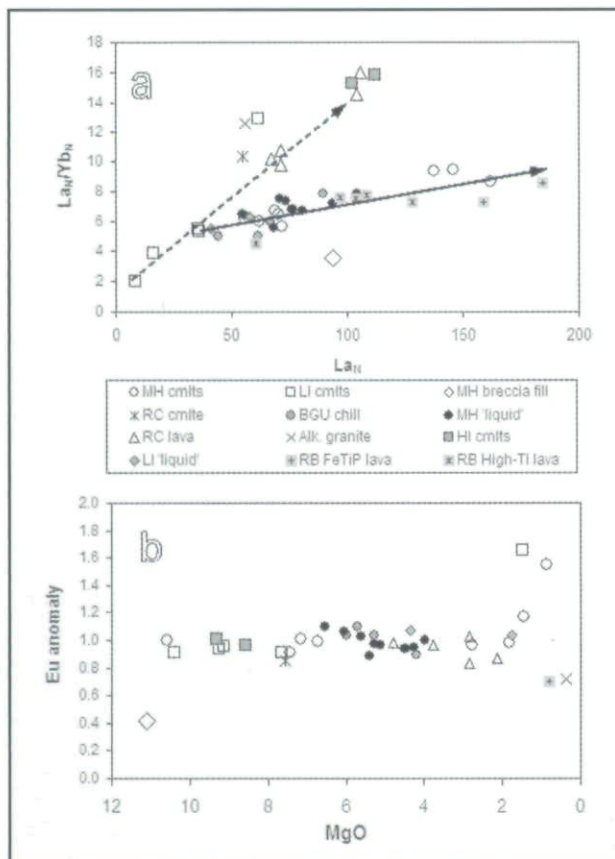 a
18
16
14
12
10
8
6
4
2
0
La_N/Yb_N
0 50 100 150 200
La_N
MH cmlts LI cmlts MH breccia fill
RC cmlte BGU chill MH 'liquid'
RC lava Alk. granite HI cmlts
LI 'liquid' RB FeTiP lava RB High-Ti lava
b
2.0
1.8
1.6
1.4
1.2
1.0
0.8
0.6
0.4
0.2
0.0
Eu anomaly
12 10 8 6 4 2 0
MgO